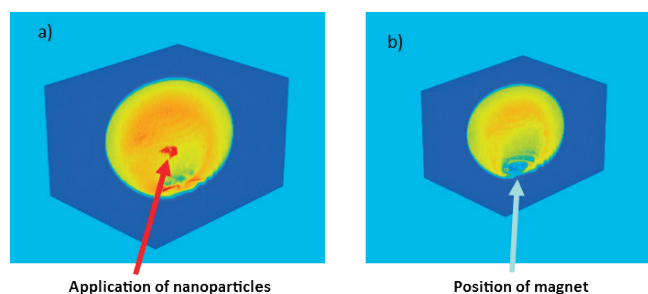 a)
b)
Application of nanoparticles
Position of magnet